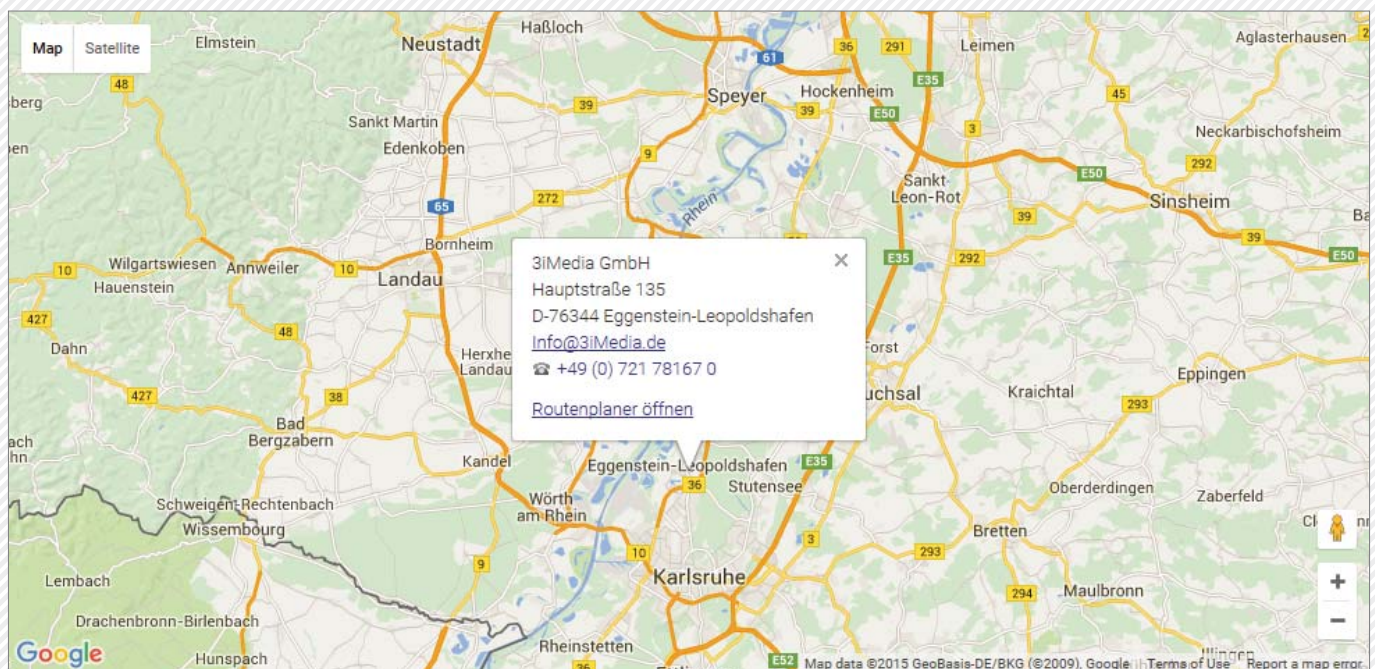 Map Satellite
Elmstein
Neustadt
Haßloch
61
36
291
Leimen
Aglasterhausen
48
E35
Speyer
Hockenheim
45
39
39
E50
Sankt Martin
3
Neckarbischofsheim
Edenkoben
9
292
Sankt
Leon-Rot
E50
272
Sinsheim
65
Rhein
39
Bornheim
39
E50
E35
292
10
Wilgartswiesen
Annweiler
10
Hauenstein
Landau
427
48
Dahn
3iMedia GmbH
Hauptstraße 135
D-76344 Eggenstein-Leopoldshafen
Info@3iMedia.de
☎ +49 (0) 721 78167 0
Routenplaner öffnen
Forst
Eppingen
427
38
Kraichtal
293
Bad
Bergzabern
Kandel
Eggenstein-Leopoldshafen
E35
36
Stutensee
Oberderdingen
Zaberfeld
Wörth
am Rhein
Schweigen-Rechtenbach
Wissembourg
Bretten
3
10
293
9
Karlsruhe
Lembach
294
Maulbronn
Drachenbronn-Birlenbach
Rheinstetten
Google
Hunspach
36
E52
Map data ©2015 GeoBasis-DE/BKG (©2009), Google Terms of Use Report a map error